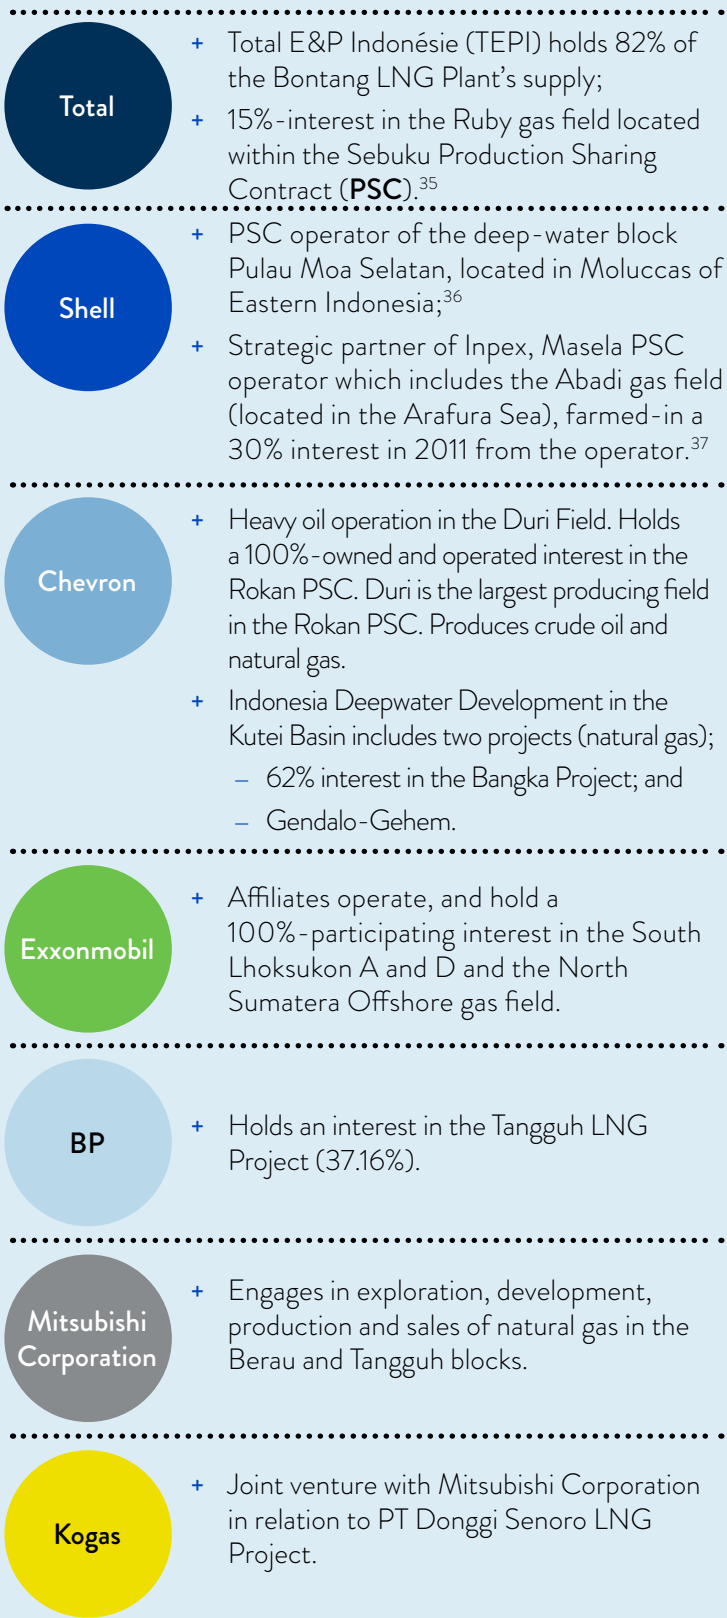 Total
+ Total E&P Indonésie (TEPI) holds 82% of
the Bontang LNG Plant’s supply;
+ 15%-interest in the Ruby gas field located
within the Sebuku Production Sharing
Contract (PSC).35
Shell
+ PSC operator of the deep-water block
Pulau Moa Selatan, located in Moluccas of
Eastern Indonesia;36
+ Strategic partner of Inpex, Masela PSC
operator which includes the Abadi gas field
(located in the Arafura Sea), farmed-in a
30% interest in 2011 from the operator.37
Chevron
+ Heavy oil operation in the Duri Field. Holds
a 100%-owned and operated interest in the
Rokan PSC. Duri is the largest producing field
in the Rokan PSC. Produces crude oil and
natural gas.
+ Indonesia Deepwater Development in the
Kutei Basin includes two projects (natural gas);
– 62% interest in the Bangka Project; and
– Gendalo-Gehem.
Exxonmobil
+ Affiliates operate, and hold a
100%-participating interest in the South
Lhoksukon A and D and the North
Sumatera Offshore gas field.
BP
+ Holds an interest in the Tangguh LNG
Project (37.16%).
Mitsubishi
Corporation
+ Engages in exploration, development,
production and sales of natural gas in the
Berau and Tangguh blocks.
Kogas
+ Joint venture with Mitsubishi Corporation
in relation to PT Donggi Senoro LNG
Project.